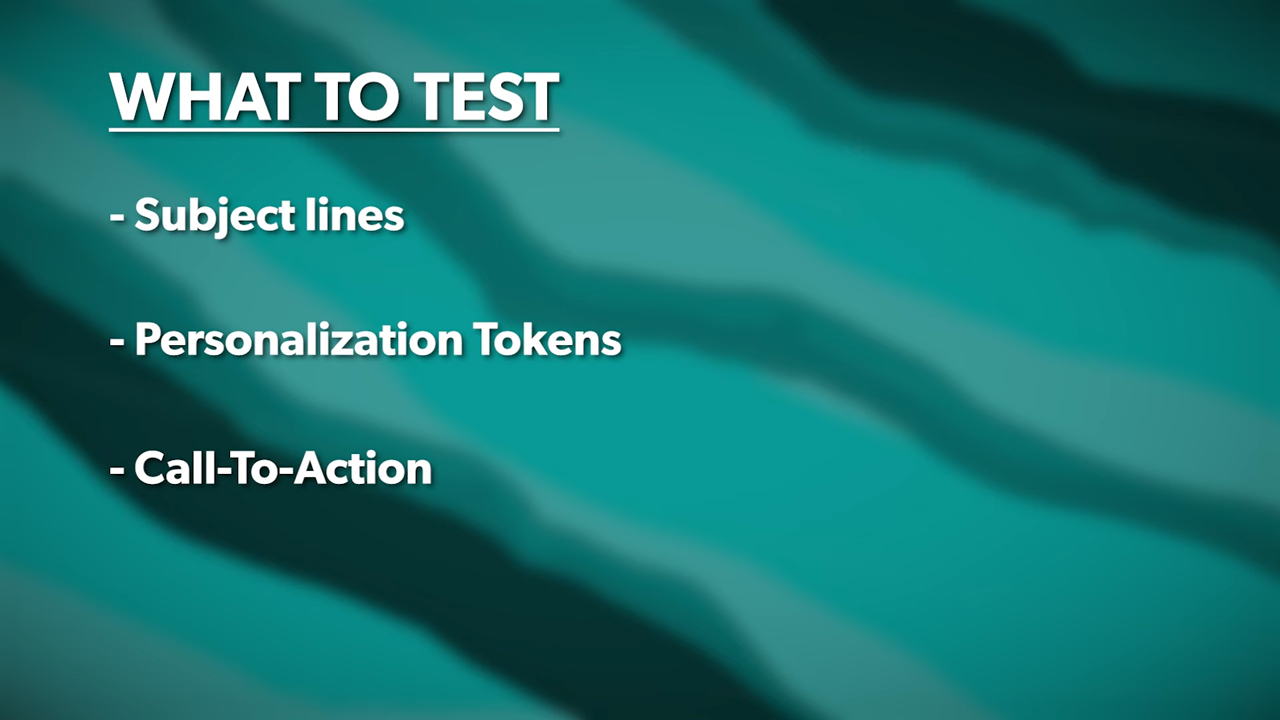 WHAT TO TEST
- Subject lines
- Personalization Tokens
- Call-To-Action